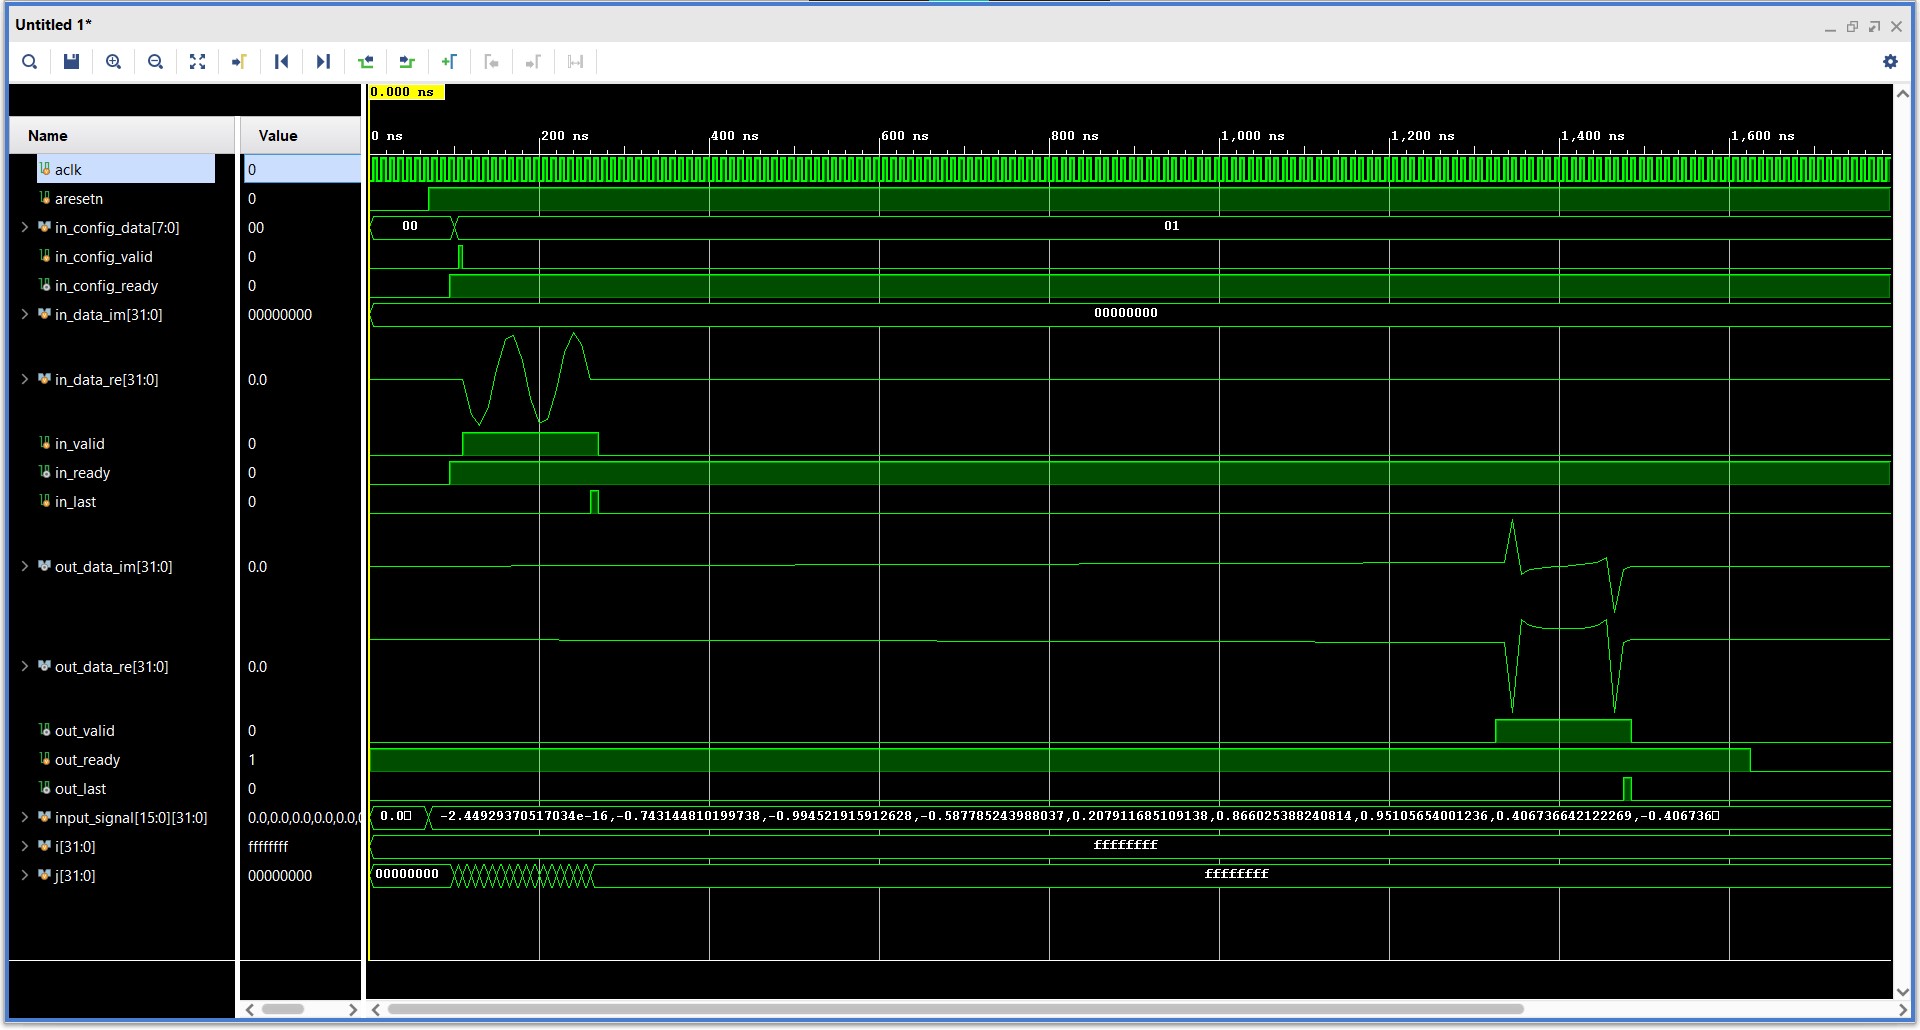 Untitled 1*
0.000 ns
Name Value
0 ns 200 ns 400 ns 600 ns 800 ns 1,000 ns 1,200 ns 1,400 ns 1,600 ns
aclk 0
aresetn 0
in_config_data[7:0] 00 00 01
in_config_valid 0
in_config_ready 0
in_data_im[31:0] 00000000 00000000
in_data_re[31:0] 0.0
in_valid 0
in_ready 0
in_last 0
out_data_im[31:0] 0.0
out_data_re[31:0] 0.0
out_valid 0
out_ready 1
out_last 0
input_signal[15:0][31:0] 0.0,0.0,0.0,0.0,0.0,0 0.0 -2.44929370517034e-16,-0.743144810199738,-0.994521915912628,-0.587785243988037,0.207911685109138,0.866025388240814,0.95105654001236,0.406736642122269,-0.406736
i[31:0] ffffffff ffffffff
j[31:0] 00000000 00000000 ffffffff